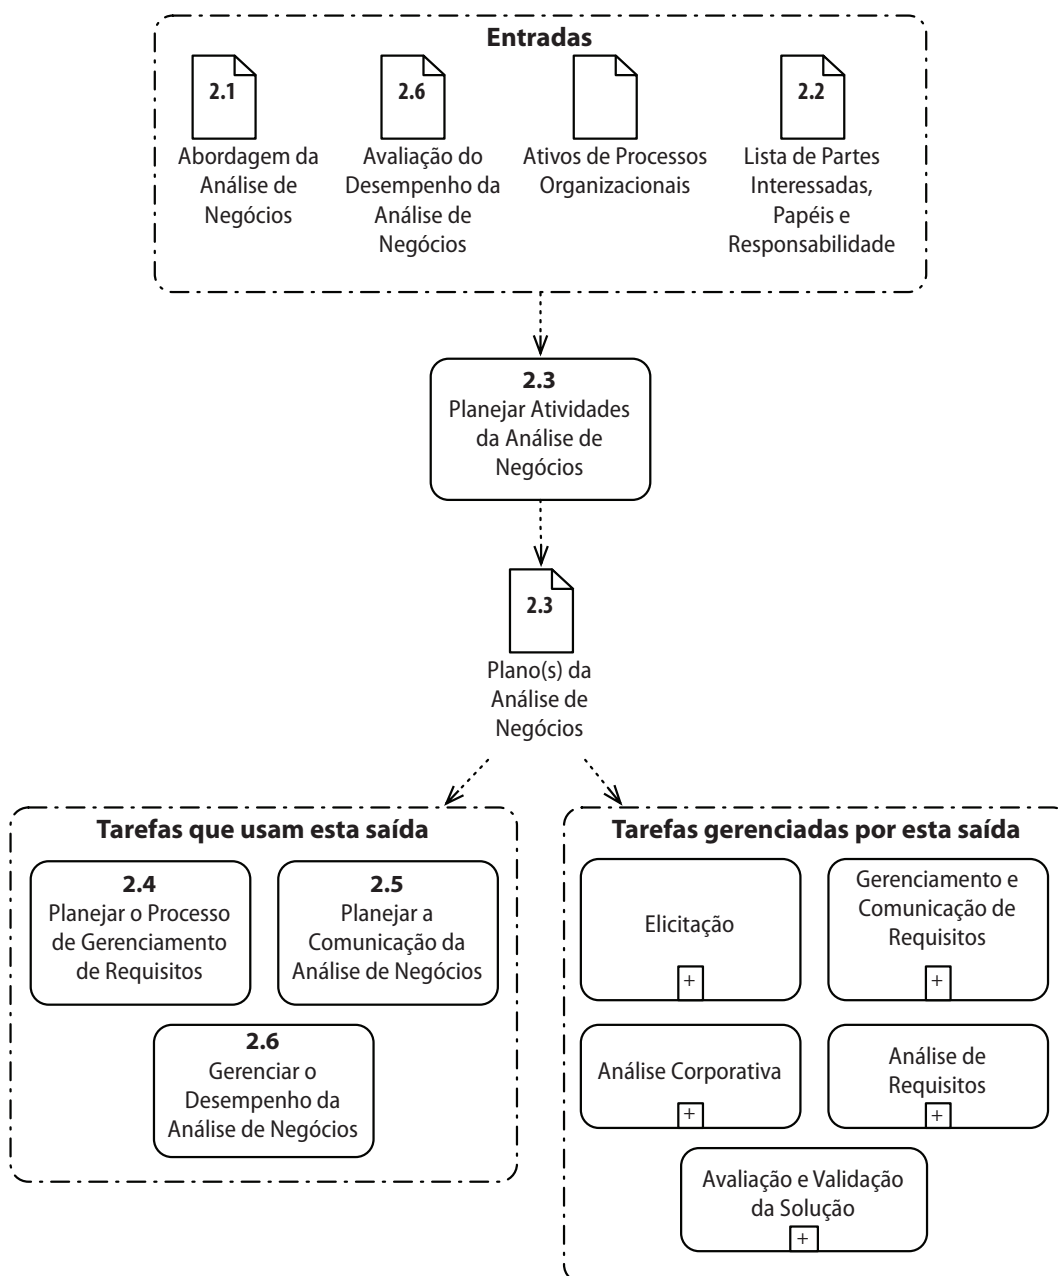 Entradas
2.1
Abordagem da
Análise de
Negócios
2.6
Avaliação do
Desempenho da
Análise de
Negócios
Ativos de Processos
Organizacionais
2.2
Lista de Partes
Interessadas,
Papéis e
Responsabilidade
2.3
Planejar Atividades
da Análise de
Negócios
2.3
Plano(s) da
Análise de
Negócios
Tarefas que usam esta saída
2.4
Planejar o Processo
de Gerenciamento
de Requisitos
2.5
Planejar a
Comunicação da
Análise de Negócios
2.6
Gerenciar o
Desempenho da
Análise de Negócios
Tarefas gerenciadas por esta saída
Elicitação
+
Gerenciamento e
Comunicação de
Requisitos
+
Análise Corporativa
+
Análise de
Requisitos
+
Avaliação e Validação
da Solução
+